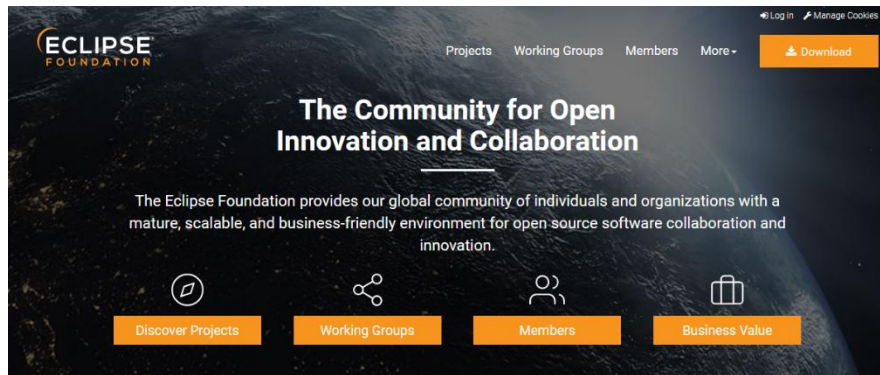 Log in Manage Cookies
ECLIPSE
FOUNDATION
Projects Working Groups Members More
Download
The Community for Open
Innovation and Collaboration
The Eclipse Foundation provides our global community of individuals and organizations with a
mature, scalable, and business-friendly environment for open source software collaboration and
innovation.
Discover Projects Working Groups Members Business Value